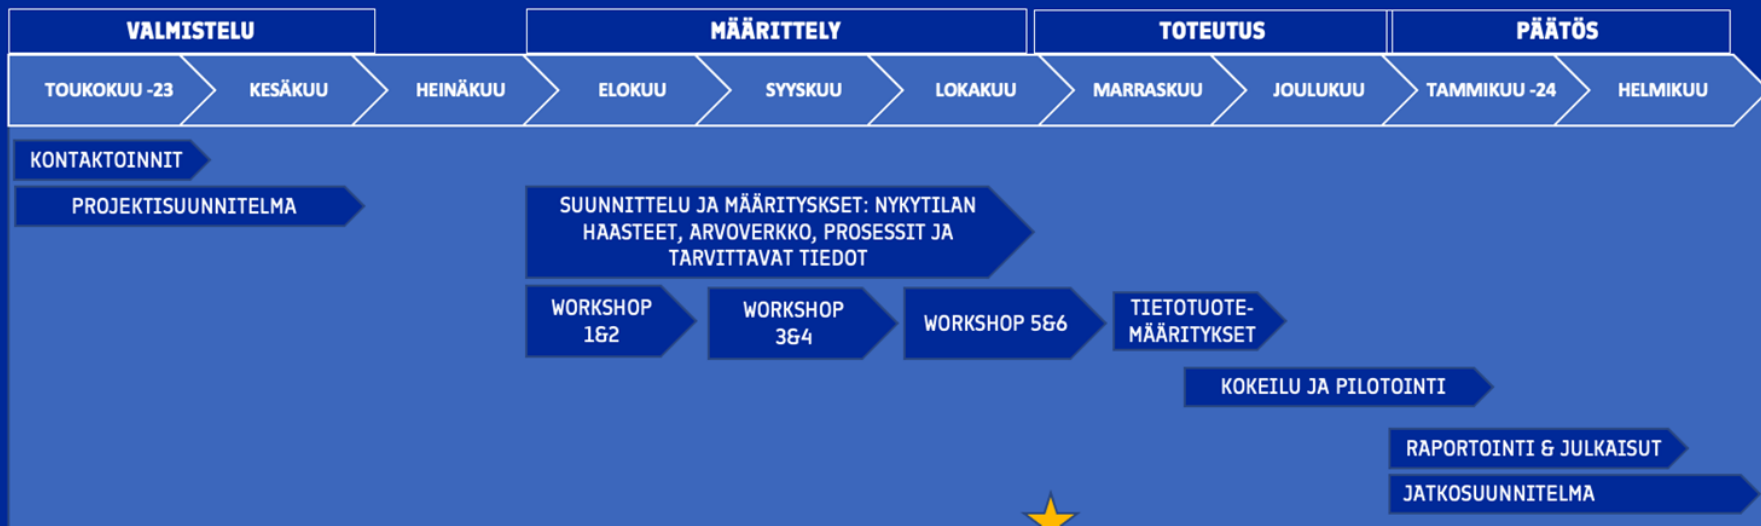 VALMISTELU
MÄÄRITTELY
TOTEUTUS
PÄÄTÖS
TOUKOKUU -23
KESÄKUU
HEINÄKUU
ELOKUU
SYYSKUU
LOKAKUU
MARRASKUU
JOULUKUU
TAMMIKUU -24
HELMIKUU
KONTAKTOINNIT
PROJEKTISUUNNITELMA
SUUNNITTELU JA MÄÄRITYSKSET: NYKYTILAN
HAASTEET, ARVOVERKKO, PROSESSIT JA
TARVITTAVAT TIEDOT
WORKSHOP
1&2
WORKSHOP
3&4
WORKSHOP 5&6
TIETOTUOTE-
MÄÄRITYKSET
KOKEILU JA PILOTOINTI
RAPORTOINTI & JULKAISUT
JATKOSUUNNITELMA